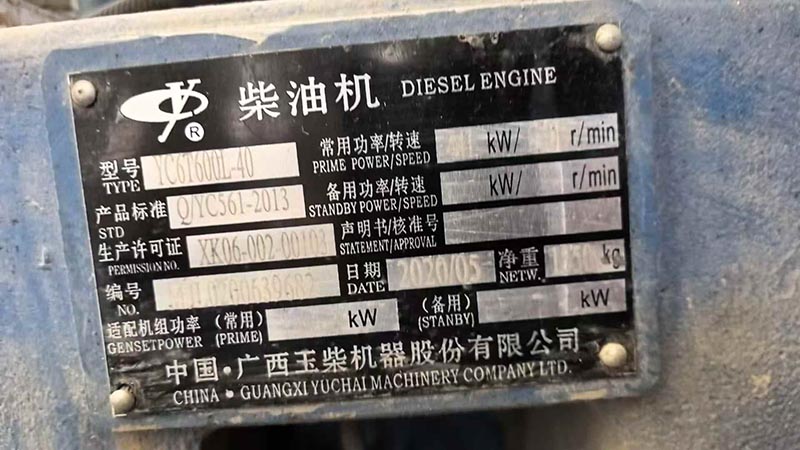 柴油机 DIESEL ENGINE
®
型号 TYPE YC6T600L-40
常用功率/转速 PRIME POWER/SPEED kW/ r/min
产品标准 STD Q/YC561-2013
备用功率/转速 STANDBY POWER/SPEED kW/ r/min
生产许可证 PERMISSION NO. XK06-002-00102
声明书/核准号 STATEMENT/APPROVAL
编号 NO.
日期 DATE 2020/05
净重 NETW. kg
适配机组功率 GENSETPOWER (常用) (PRIME) kW
(备用) (STANBY) kW
中国·广西玉柴机器股份有限公司
CHINA · GUANGXI YUCHAI MACHINERY COMPANY LTD.